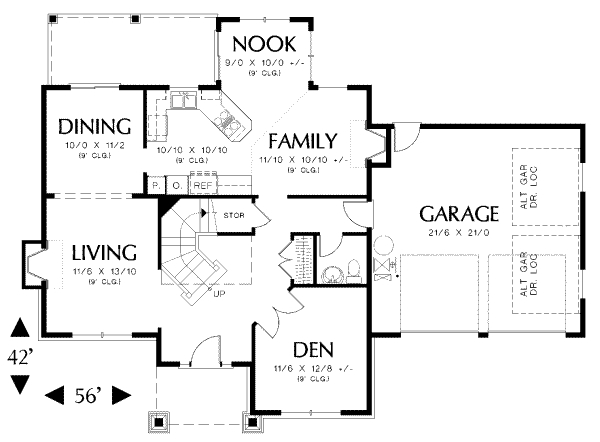 NOOK
9/0 X 10/0 +/-
(9' CLG.)
DINING
10/0 X 11/2
(9' CLG.)
10/10 X 10/10
(9' CLG.)
FAMILY
11/10 X 10/10 +/-
(9' CLG.)
P.
O.
REF
STOR
LIVING
11/6 X 13/10
(9' CLG.)
UP
GARAGE
21/6 X 21/0
ALT GAR
DR. LOC
ALT GAR
DR. LOC
DEN
11/6 X 12/8 +/-
(9' CLG.)
42'
56'